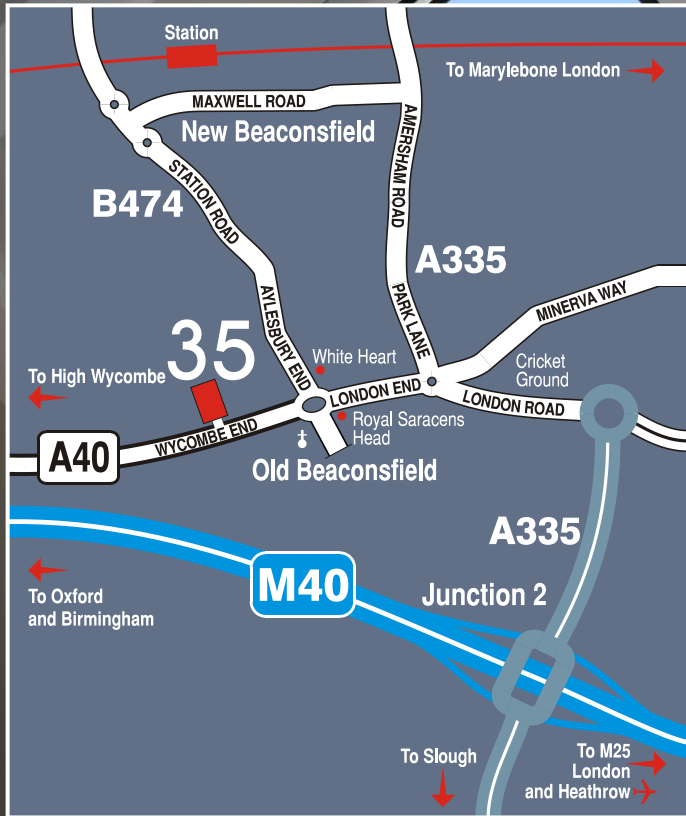 Station
To Marylebone London
MAXWELL ROAD
New Beaconsfield
AMERSHAM ROAD
STATION ROAD
B474
A335
PARK LANE
MINERVA WAY
AYLESBURY END
35
White Heart
Cricket
Ground
To High Wycombe
LONDON END
LONDON ROAD
Royal Saracens
Head
WYCOMBE END
A40
Old Beaconsfield
A335
M40
Junction 2
To Oxford
and Birmingham
To Slough
To M25
London
and Heathrow